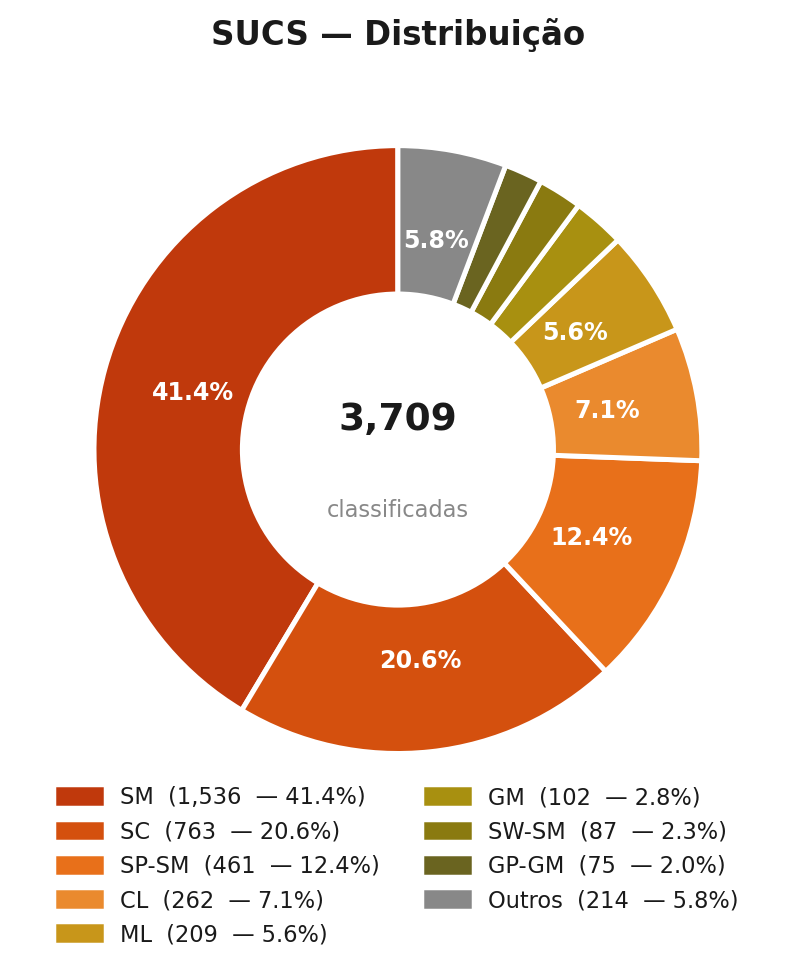 SUCS — Distribuição
5.8%
5.6%
41.4%
7.1%
3,709
classificadas
12.4%
20.6%
SM (1,536 — 41.4%)
SC (763 — 20.6%)
SP-SM (461 — 12.4%)
CL (262 — 7.1%)
ML (209 — 5.6%)
GM (102 — 2.8%)
SW-SM (87 — 2.3%)
GP-GM (75 — 2.0%)
Outros (214 — 5.8%)